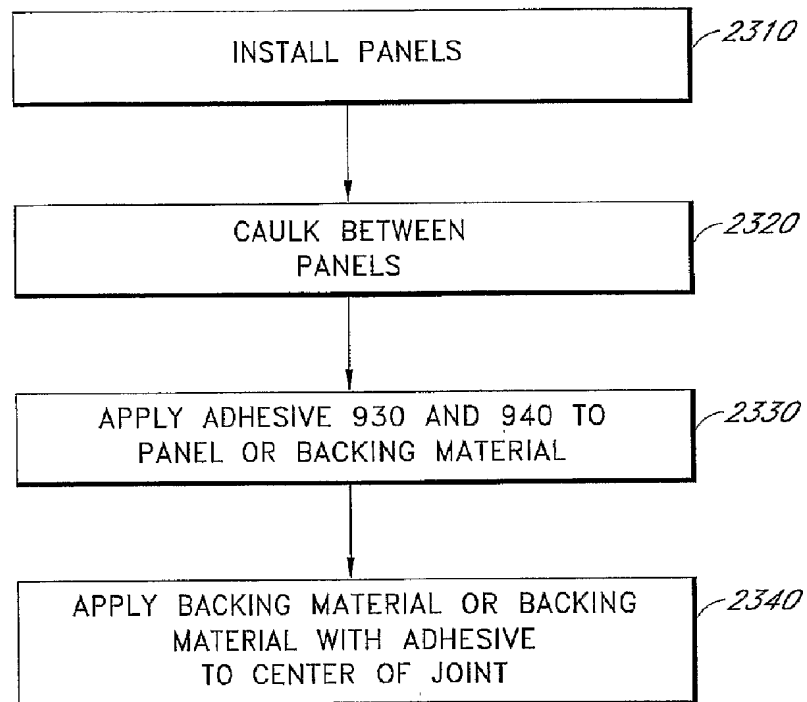 INSTALL PANELS
2310
CAULK BETWEEN
PANELS
2320
APPLY ADHESIVE 930 AND 940 TO
PANEL OR BACKING MATERIAL
2330
APPLY BACKING MATERIAL OR BACKING
MATERIAL WITH ADHESIVE
TO CENTER OF JOINT
2340